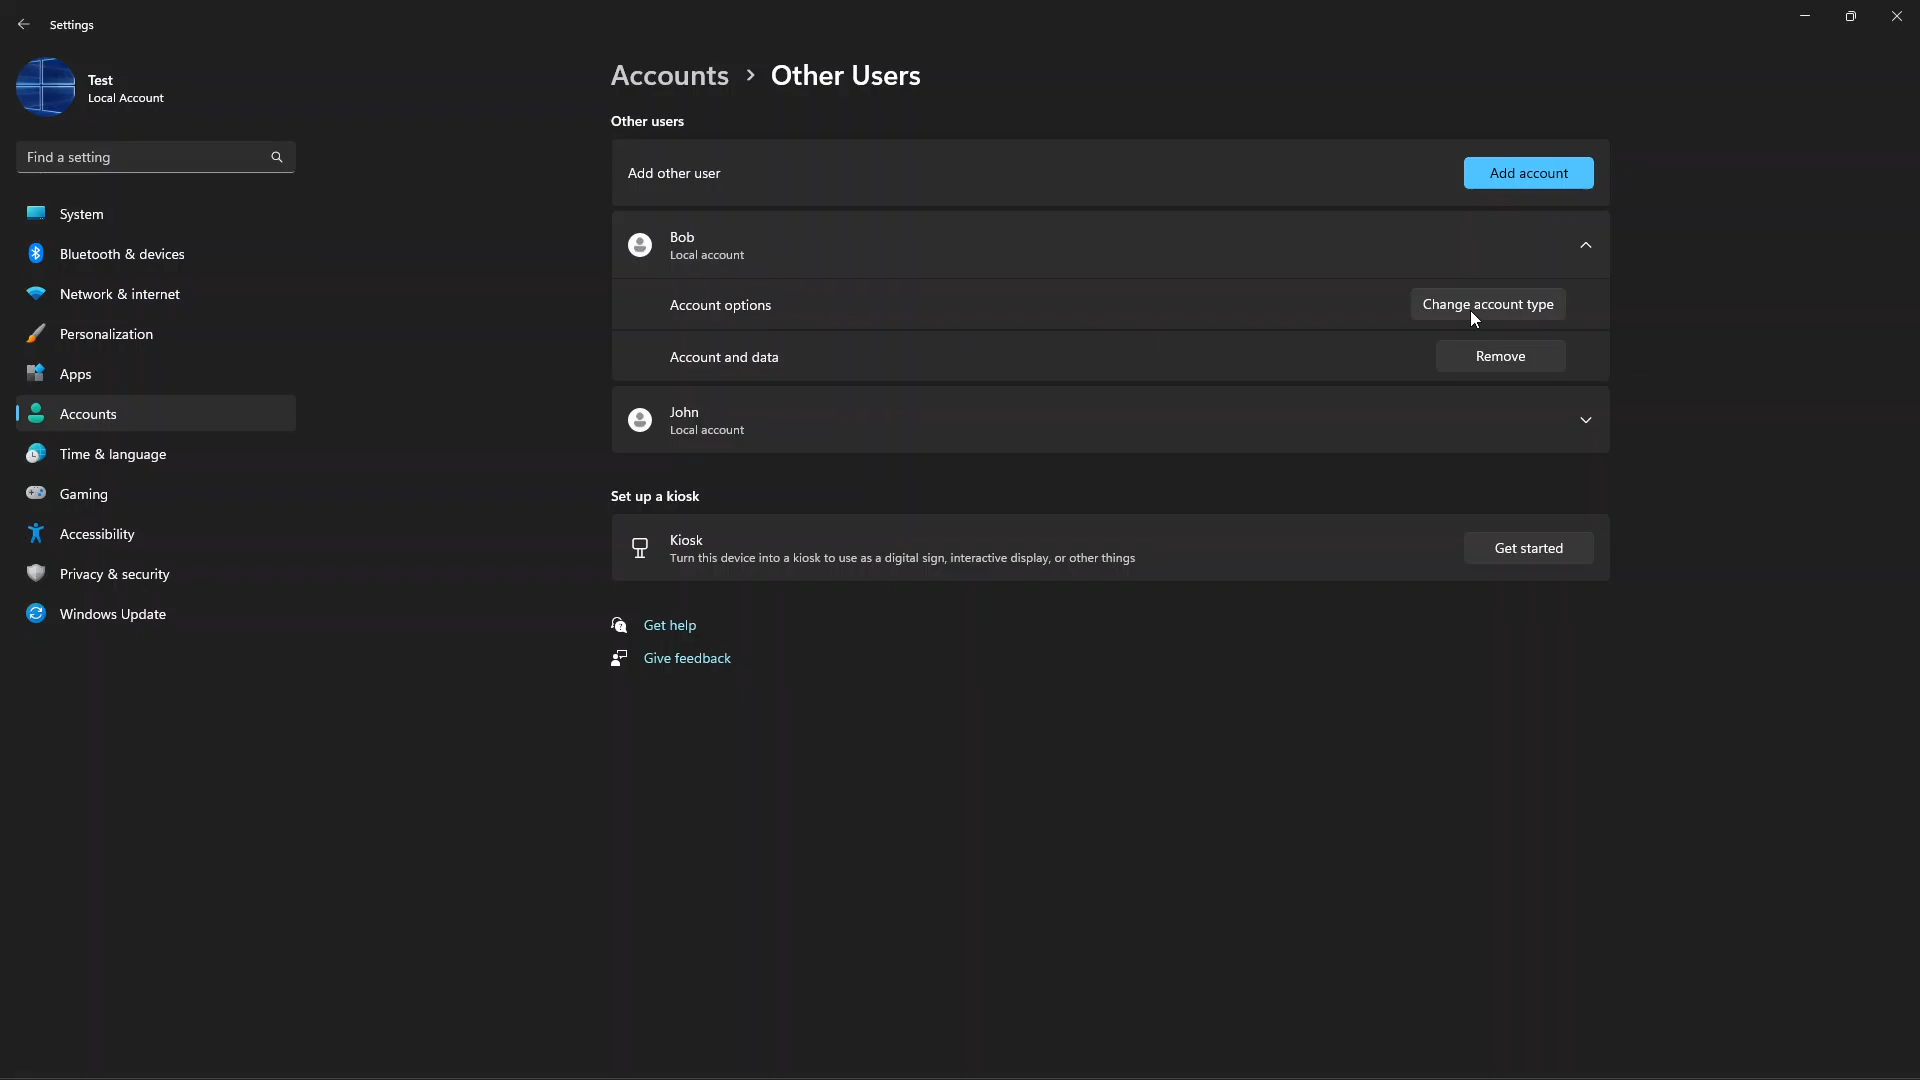 Settings
Test
Local Account
Find a setting
System
Bluetooth & devices
Network & internet
Personalization
Apps
Accounts
Time & language
Gaming
Accessibility
Privacy & security
Windows Update
Accounts > Other Users
Other users
Add other user
Add account
Bob
Local account
Account options
Change account type
Account and data
Remove
John
Local account
Set up a kiosk
Kiosk
Turn this device into a kiosk to use as a digital sign, interactive display, or other things
Get started
Get help
Give feedback